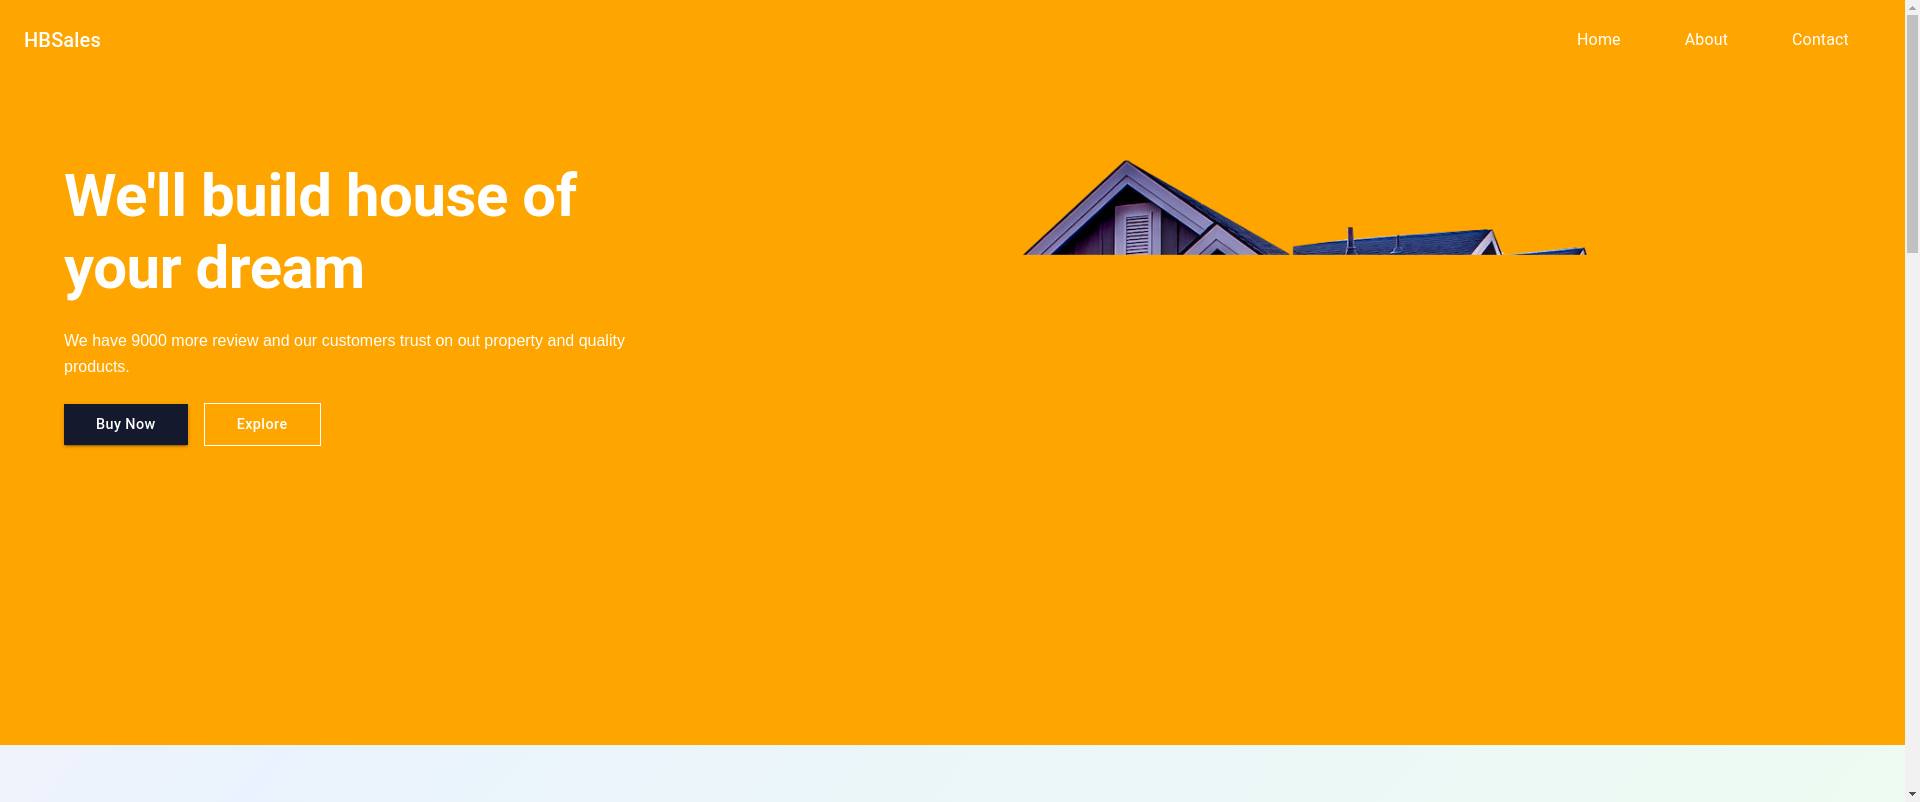 HBSales
Home
About
Contact
We'll build house of
your dream
We have 9000 more review and our customers trust on out property and quality
products.
Buy Now
Explore